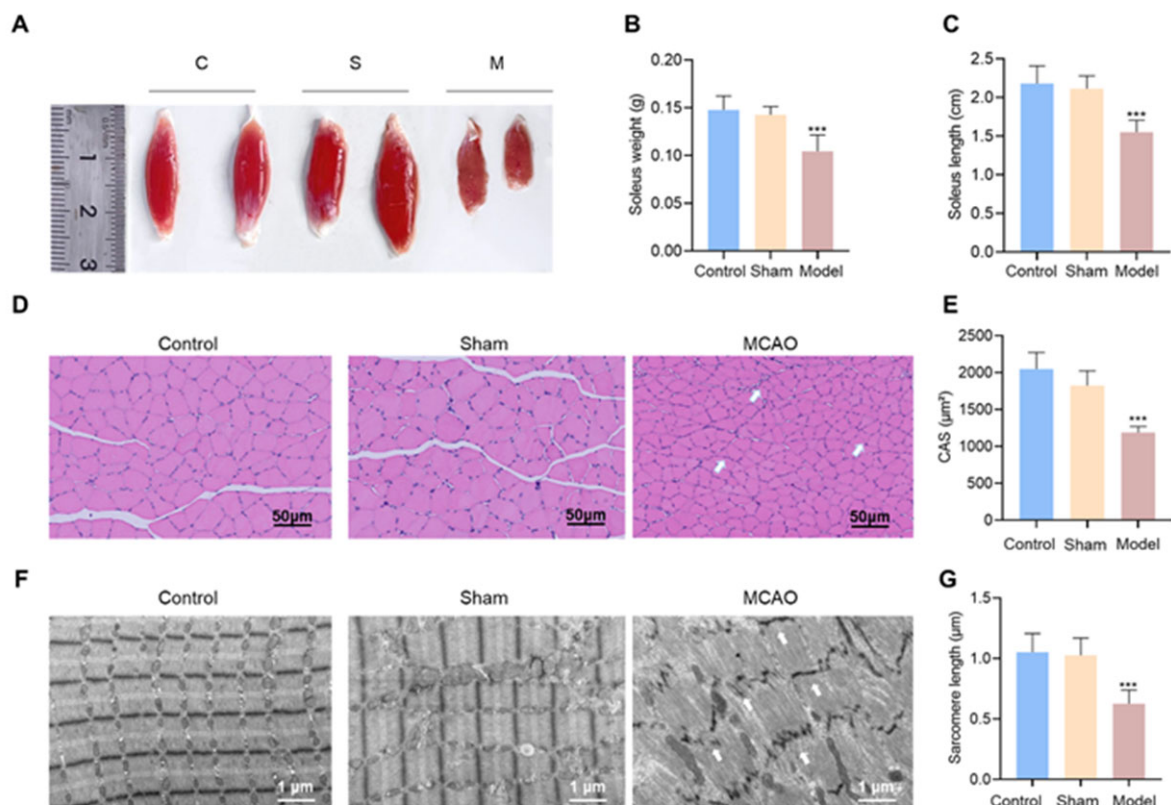 A
C S M
1
2
3
B
Soleus weight (g)
0.20
0.15
0.10
0.05
0.00
***
Control Sham Model
C
Soleus length (cm)
2.5
2.0
1.5
1.0
0.5
0.0
***
Control Sham Model
D
Control Sham MCAO
50μm 50μm 50μm
E
CAS (μm²)
2500
2000
1500
1000
500
0
***
Control Sham Model
F
Control Sham MCAO
1 μm 1 μm 1 μm
G
Sarcomere length (μm)
1.5
1.0
0.5
0.0
***
Control Sham Model